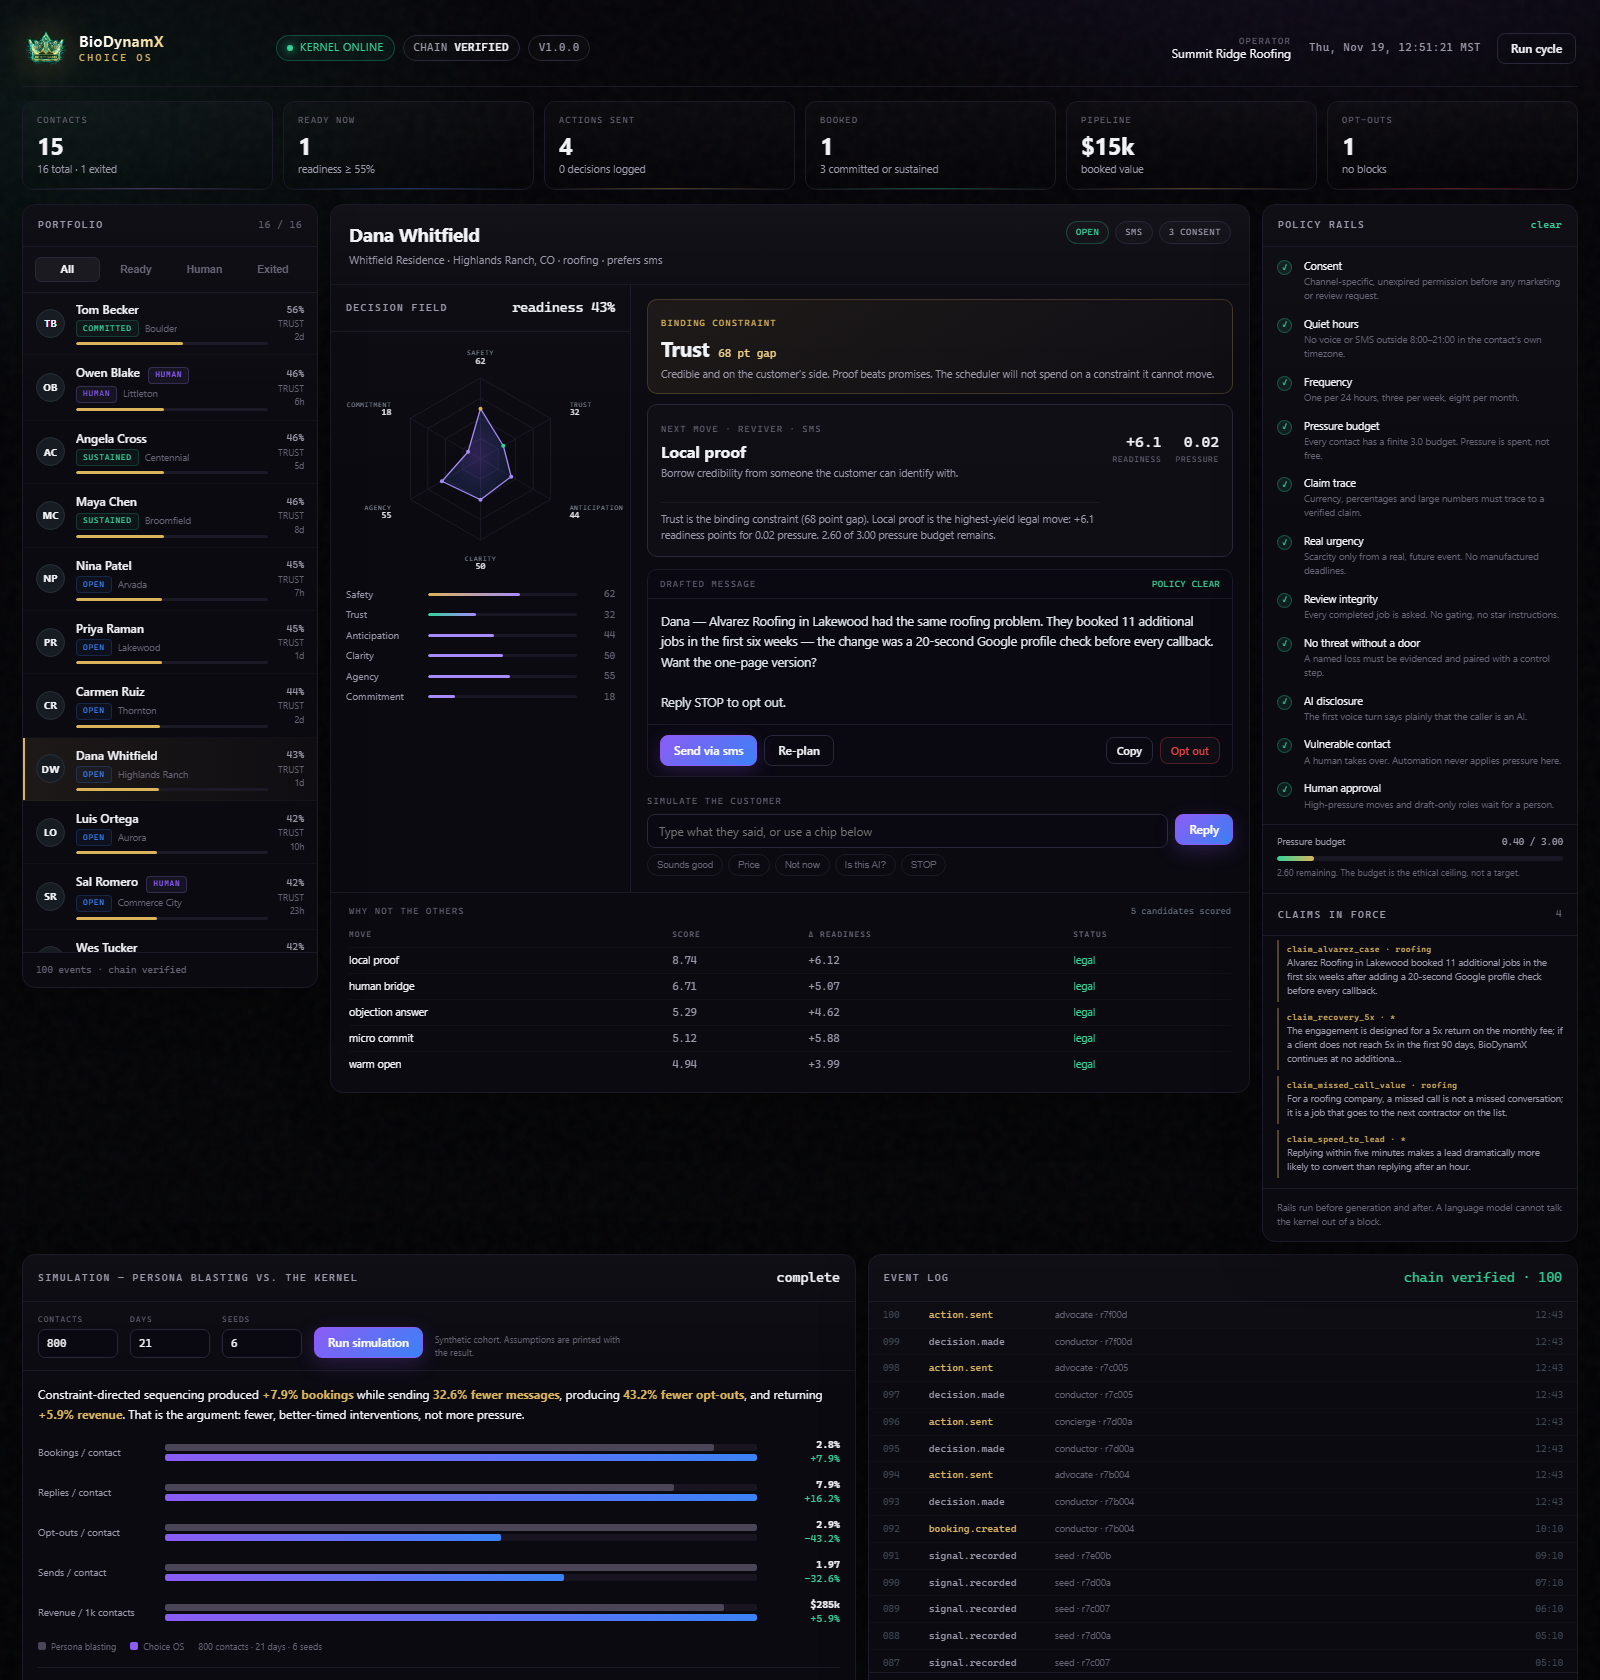 BioDynamX
CHOICE OS
KERNEL ONLINE
CHAIN VERIFIED
V1.0.0
OPERATOR
Summit Ridge Roofing
Thu, Nov 19, 12:51:21 MST
Run cycle
CONTACTS
15
16 total · 1 exited
READY NOW
1
readiness ≥ 55%
ACTIONS SENT
4
0 decisions logged
BOOKED
1
3 committed or sustained
PIPELINE
$15k
booked value
OPT-OUTS
1
no blocks
PORTFOLIO 16 / 16
All Ready Human Exited
TB
Tom Becker 56%
COMMITTED Boulder TRUST
2d
OB
Owen Blake HUMAN 46%
HUMAN Littleton TRUST
6h
AC
Angela Cross 46%
SUSTAINED Centennial TRUST
5d
MC
Maya Chen 46%
SUSTAINED Broomfield TRUST
8d
NP
Nina Patel 45%
OPEN Arvada TRUST
7h
PR
Priya Raman 45%
OPEN Lakewood TRUST
1d
CR
Carmen Ruiz 44%
OPEN Thornton TRUST
2d
DW
Dana Whitfield 43%
OPEN Highlands Ranch TRUST
1d
LO
Luis Ortega 42%
OPEN Aurora TRUST
10h
SR
Sal Romero HUMAN 42%
OPEN Commerce City TRUST
23h
Wes Tucker 42%
100 events · chain verified
Dana Whitfield
OPEN SMS 3 CONSENT
Whitfield Residence · Highlands Ranch, CO · roofing · prefers sms
DECISION FIELD readiness 43%
SAFETY
62
TRUST
32
ANTICIPATION
44
CLARITY
50
AGENCY
55
COMMITMENT
18
Safety 62
Trust 32
Anticipation 44
Clarity 50
Agency 55
Commitment 18
BINDING CONSTRAINT
Trust 68 pt gap
Credible and on the customer's side. Proof beats promises. The scheduler will not spend on a constraint it cannot move.
NEXT MOVE · REVIVER · SMS
Local proof
Borrow credibility from someone the customer can identify with.
+6.1 0.02
READINESS PRESSURE
Trust is the binding constraint (68 point gap). Local proof is the highest-yield legal move: +6.1
readiness points for 0.02 pressure. 2.60 of 3.00 pressure budget remains.
DRAFTED MESSAGE POLICY CLEAR
Dana — Alvarez Roofing in Lakewood had the same roofing problem. They booked 11 additional
jobs in the first six weeks — the change was a 20-second Google profile check before every callback.
Want the one-page version?
Reply STOP to opt out.
Send via sms Re-plan Copy Opt out
SIMULATE THE CUSTOMER
Type what they said, or use a chip below Reply
Sounds good Price Not now Is this AI? STOP
WHY NOT THE OTHERS 5 candidates scored
MOVE SCORE Δ READINESS STATUS
local proof 8.74 +6.12 legal
human bridge 6.71 +5.07 legal
objection answer 5.29 +4.62 legal
micro commit 5.12 +5.88 legal
warm open 4.94 +3.99 legal
POLICY RAILS clear
Consent
Channel-specific, unexpired permission before any marketing
or review request.
Quiet hours
No voice or SMS outside 8:00–21:00 in the contact's own
timezone.
Frequency
One per 24 hours, three per week, eight per month.
Pressure budget
Every contact has a finite 3.0 budget. Pressure is spent, not
free.
Claim trace
Currency, percentages and large numbers must trace to a
verified claim.
Real urgency
Scarcity only from a real, future event. No manufactured
deadlines.
Review integrity
Every completed job is asked. No gating, no star instructions.
No threat without a door
A named loss must be evidenced and paired with a control
step.
AI disclosure
The first voice turn says plainly that the caller is an AI.
Vulnerable contact
A human takes over. Automation never applies pressure here.
Human approval
High-pressure moves and draft-only roles wait for a person.
Pressure budget 0.40 / 3.00
2.60 remaining. The budget is the ethical ceiling, not a target.
CLAIMS IN FORCE 4
claim_alvarez_case · roofing
Alvarez Roofing in Lakewood booked 11 additional jobs in the
first six weeks after adding a 20-second Google profile check
before every callback.
claim_recovery_5x · *
The engagement is designed for a 5x return on the monthly fee; if
a client does not reach 5x in the first 90 days, BioDynamX
continues at no additiona...
claim_missed_call_value · roofing
For a roofing company, a missed call is not a missed conversation;
it is a job that goes to the next contractor on the list.
claim_speed_to_lead · *
Replying within five minutes makes a lead dramatically more
likely to convert than replying after an hour.
Rails run before generation and after. A language model cannot talk
the kernel out of a block.
SIMULATION — PERSONA BLASTING VS. THE KERNEL complete
CONTACTS DAYS SEEDS
800 21 6 Run simulation
Synthetic cohort. Assumptions are printed with
the result.
Constraint-directed sequencing produced +7.9% bookings while sending 32.6% fewer messages, producing 43.2% fewer opt-outs, and returning
+5.9% revenue. That is the argument: fewer, better-timed interventions, not more pressure.
Bookings / contact 2.8%
+7.9%
Replies / contact 7.9%
+16.2%
Opt-outs / contact 2.9%
−43.2%
Sends / contact 1.97
−32.6%
Revenue / 1k contacts $285k
+5.9%
Persona blasting Choice OS 800 contacts · 21 days · 6 seeds
EVENT LOG chain verified · 100
100 action.sent advocate · r7f00d 12:43
099 decision.made conductor · r7f00d 12:43
098 action.sent advocate · r7c005 12:43
097 decision.made conductor · r7c005 12:43
096 action.sent concierge · r7d00a 12:43
095 decision.made conductor · r7d00a 12:43
094 action.sent advocate · r7b004 12:43
093 decision.made conductor · r7b004 12:43
092 booking.created conductor · r7b004 10:10
091 signal.recorded seed · r7e00b 09:10
090 signal.recorded seed · r7d00a 07:10
089 signal.recorded seed · r7c007 06:10
088 signal.recorded seed · r7d00a 05:10
087 signal.recorded seed · r7c007 05:10